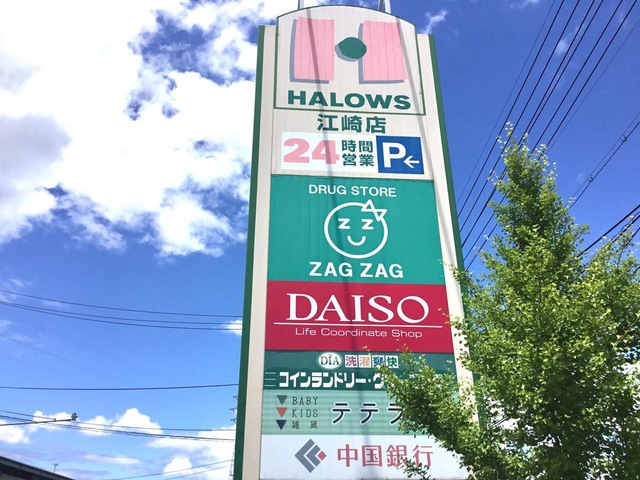 HALOWS
江崎店
24時間営業 P←
DRUG STORE
ZZ
ZAG ZAG
DAISO
Life Coordinate Shop
DIA 洗濯爽快
コインランドリー・ク
BABY
KIDS
雑貨
テテラ
中国銀行